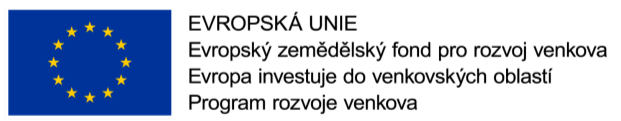 EVROPSKÁ UNIE
Evropský zemědělský fond pro rozvoj venkova
Evropa investuje do venkovských oblastí
Program rozvoje venkova